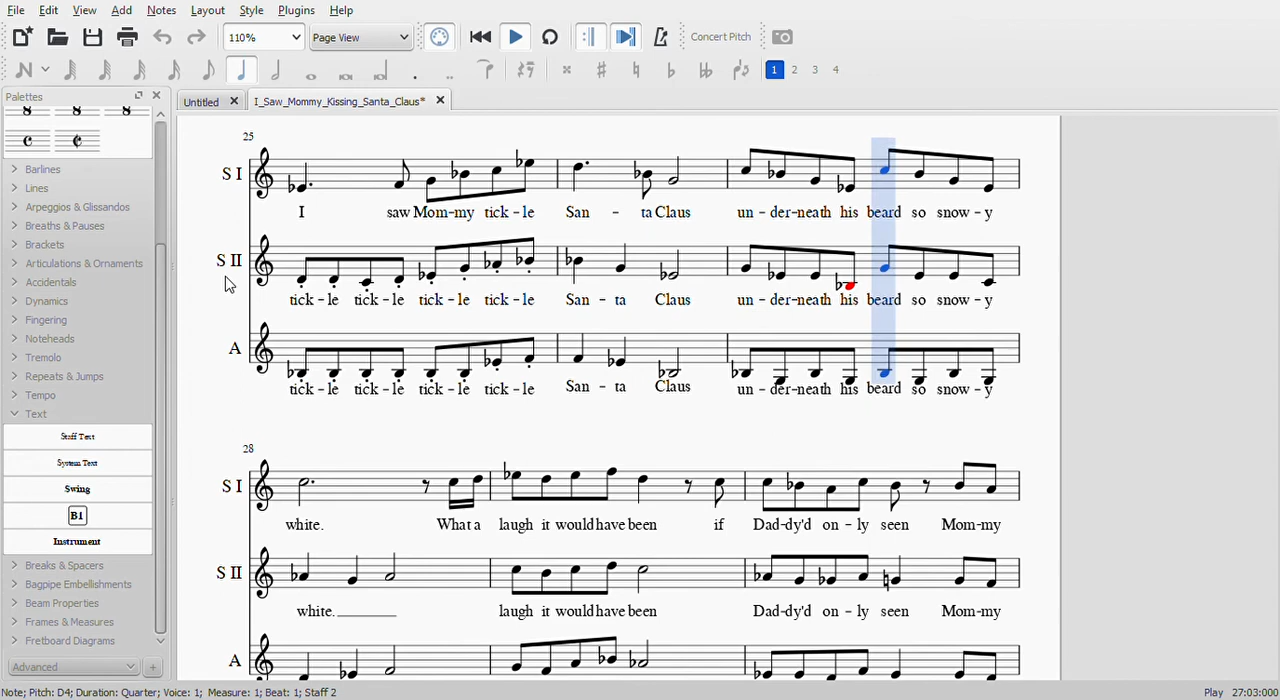 File Edit View Add Notes Layout Style Plugins Help
110% Page View Concert Pitch
1 2 3 4
Palettes
Untitled I_Saw_Mommy_Kissing_Santa_Claus*
Barlines
Lines
Arpeggios & Glissandos
Breaths & Pauses
Brackets
Articulations & Ornaments
Accidentals
Dynamics
Fingering
Noteheads
Tremolo
Repeats & Jumps
Tempo
Text
Staff Text
System Text
Swing
B1
Instrument
Breaks & Spacers
Bagpipe Embellishments
Beam Properties
Frames & Measures
Fretboard Diagrams
Advanced +
25
S I
I saw Mom-my tick-le San - ta Claus un-der-neath his beard so snow-y
S II
tick-le tick-le tick-le tick-le San - ta Claus un-der-neath his beard so snow-y
A
tick-le tick-le tick-le tick-le San - ta Claus un-der-neath his beard so snow-y
28
S I
white. What a laugh it would have been if Dad-dy'd on-ly seen Mom-my
S II
white.______ laugh it would have been Dad-dy'd on-ly seen Mom-my
A
Note; Pitch: D4; Duration: Quarter; Voice: 1; Measure: 1; Beat: 1; Staff 2 Play 27:03:000